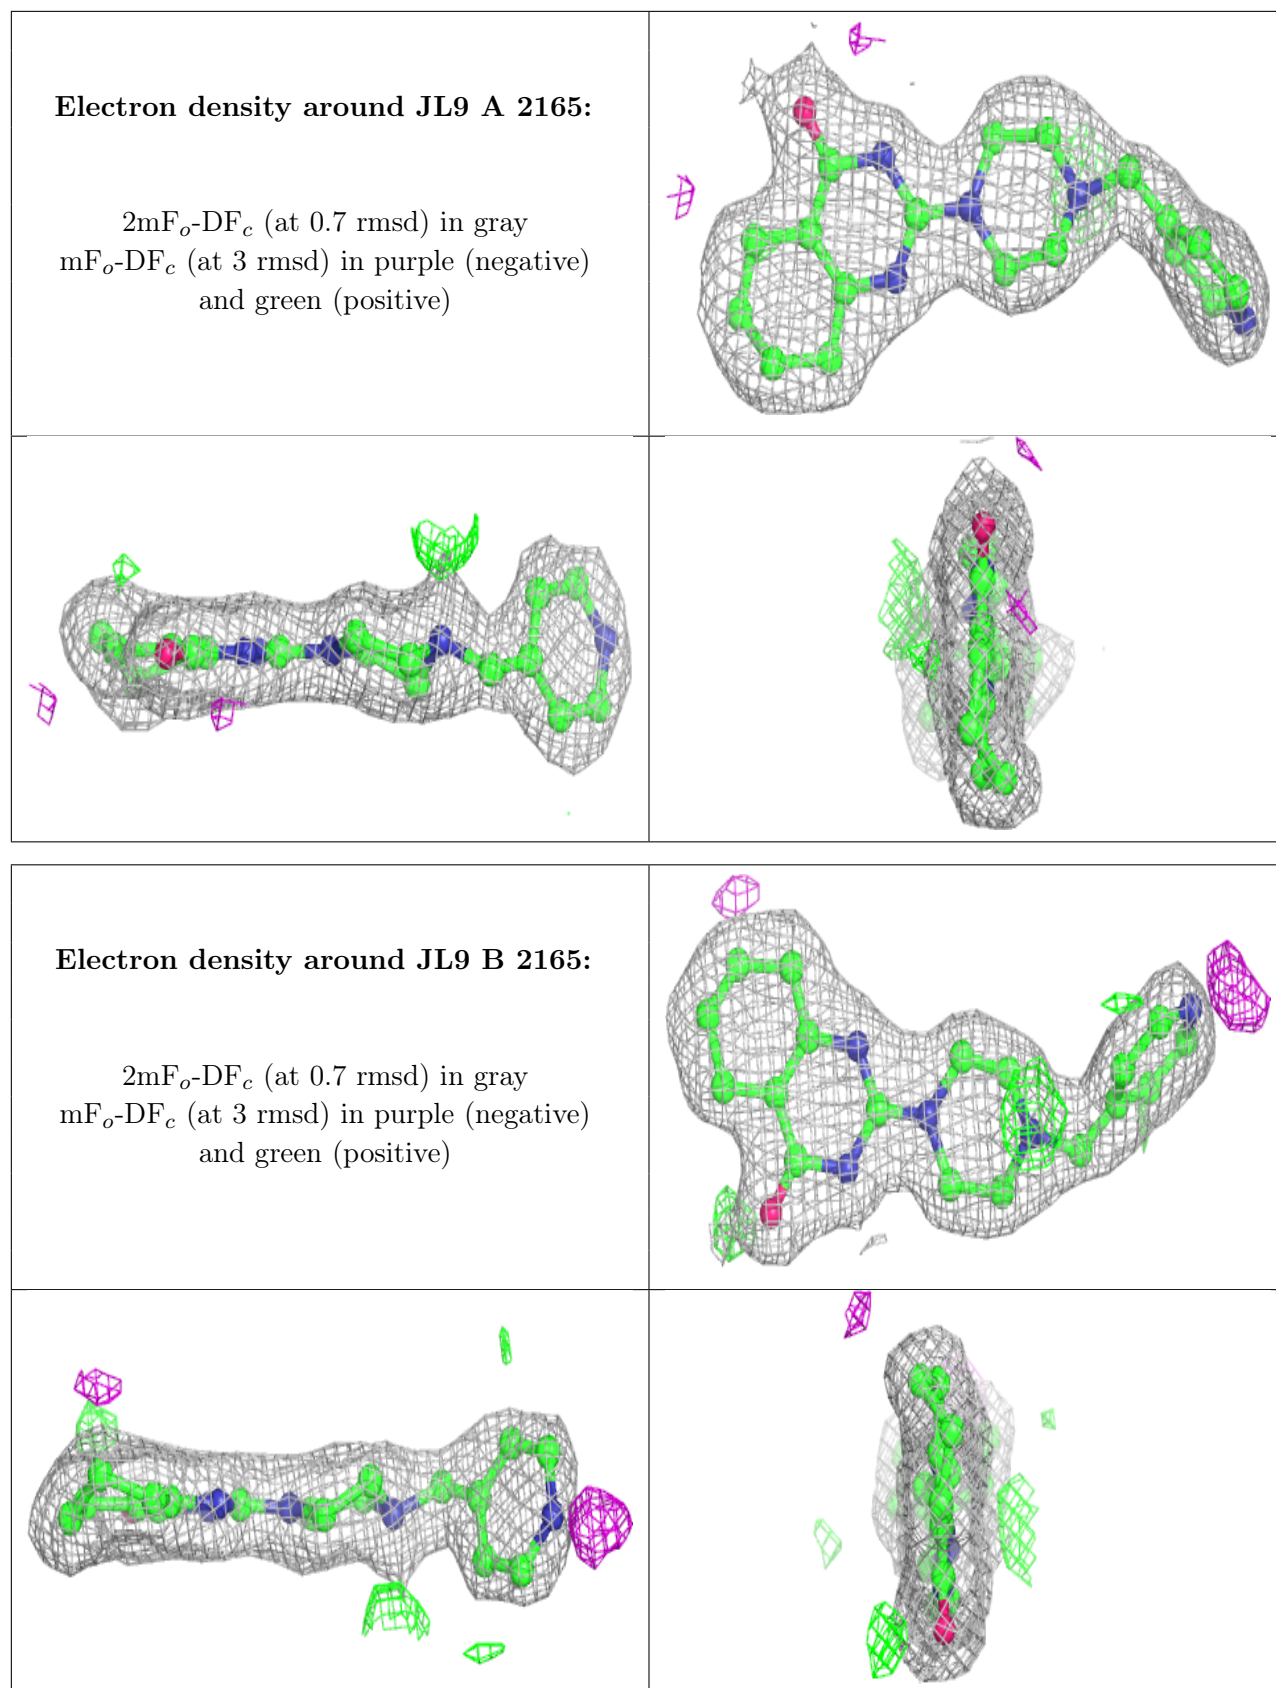 Electron density around JL9 A 2165:
2mFₒ-DF𝒸 (at 0.7 rmsd) in gray
mFₒ-DF𝒸 (at 3 rmsd) in purple (negative)
and green (positive)
Electron density around JL9 B 2165:
2mFₒ-DF𝒸 (at 0.7 rmsd) in gray
mFₒ-DF𝒸 (at 3 rmsd) in purple (negative)
and green (positive)